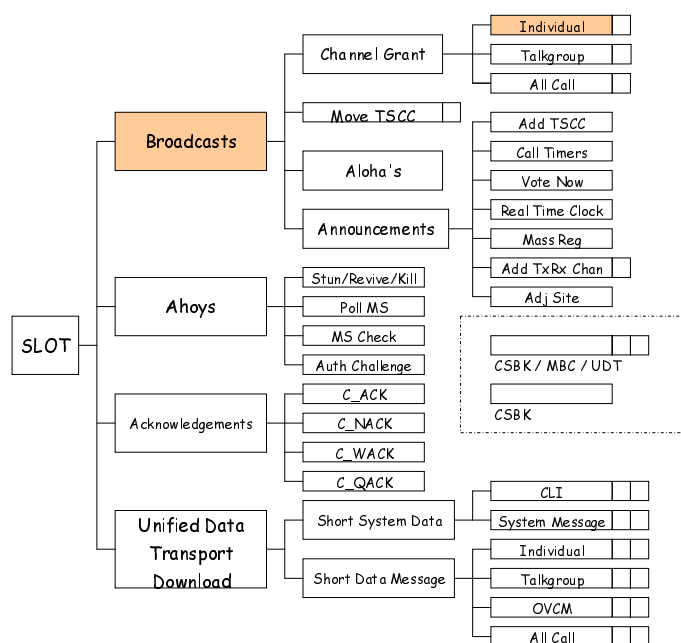 SLOT
Broadcasts
Channel Grant
Individual
Talkgroup
All Call
Move TSCC
Aloha's
Announcements
Add TSCC
Call Timers
Vote Now
Real Time Clock
Mass Reg
Add TxRx Chan
Adj Site
Ahoys
Stun/Revive/Kill
Poll MS
MS Check
Auth Challenge
CSBK / MBC / UDT
CSBK
Acknowledgements
C_ACK
C_NACK
C_WACK
C_QACK
Unified Data
Transport
Download
Short System Data
CLI
System Message
Short Data Message
Individual
Talkgroup
OVCM
All Call